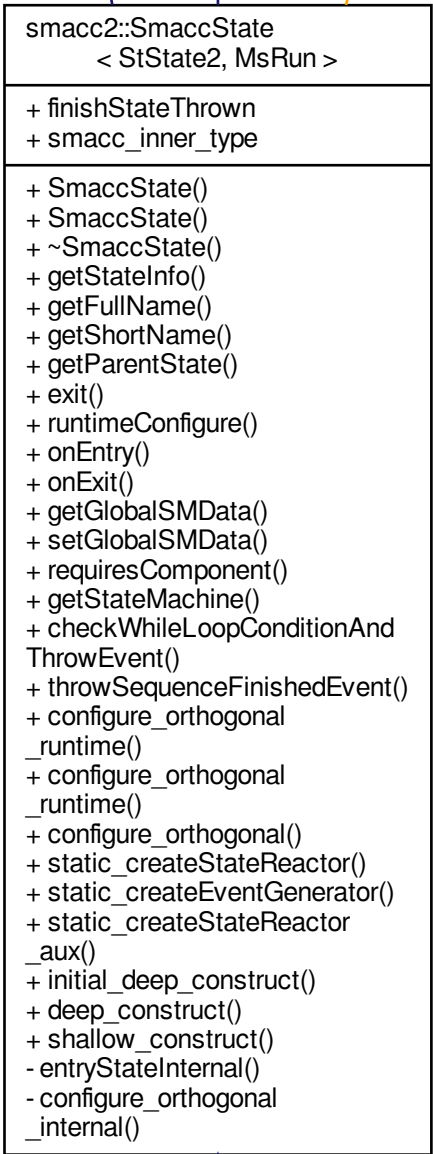 smacc2::SmaccState
< StState2, MsRun >
+ finishStateThrown
+ smacc_inner_type
+ SmaccState()
+ SmaccState()
+ ~SmaccState()
+ getStateInfo()
+ getFullName()
+ getShortName()
+ getParentState()
+ exit()
+ runtimeConfigure()
+ onEntry()
+ onExit()
+ getGlobalSMData()
+ setGlobalSMData()
+ requiresComponent()
+ getStateMachine()
+ checkWhileLoopConditionAnd
ThrowEvent()
+ throwSequenceFinishedEvent()
+ configure_orthogonal
_runtime()
+ configure_orthogonal
_runtime()
+ configure_orthogonal()
+ static_createStateReactor()
+ static_createEventGenerator()
+ static_createStateReactor
_aux()
+ initial_deep_construct()
+ deep_construct()
+ shallow_construct()
- entryStateInternal()
- configure_orthogonal
_internal()